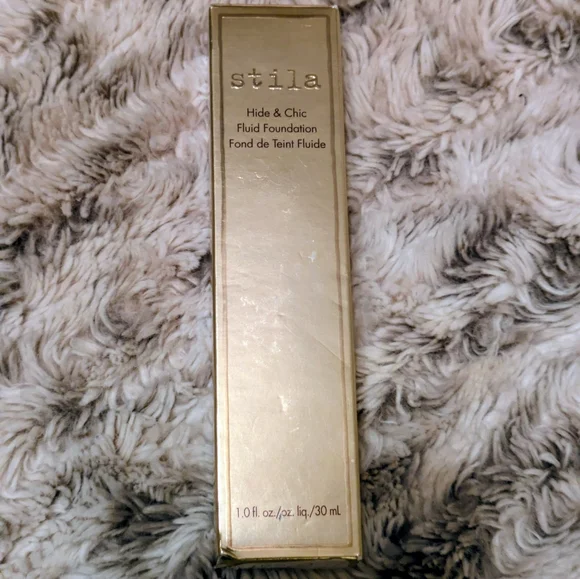 stila
Hide & Chic
Fluid Foundation
Fond de Teint Fluide
1.0 fl. oz./oz. liq./30 mL